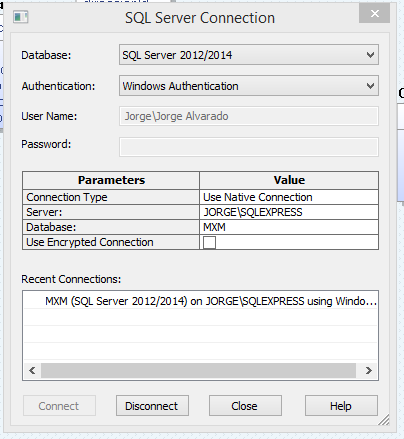 SQL Server Connection
Database: SQL Server 2012/2014
Authentication: Windows Authentication
User Name: Jorge\Jorge Alvarado
Password:
Parameters Value
Connection Type Use Native Connection
Server: JORGE\SQLEXPRESS
Database: MXM
Use Encrypted Connection
Recent Connections:
MXM (SQL Server 2012/2014) on JORGE\SQLEXPRESS using Windo...
Connect Disconnect Close Help